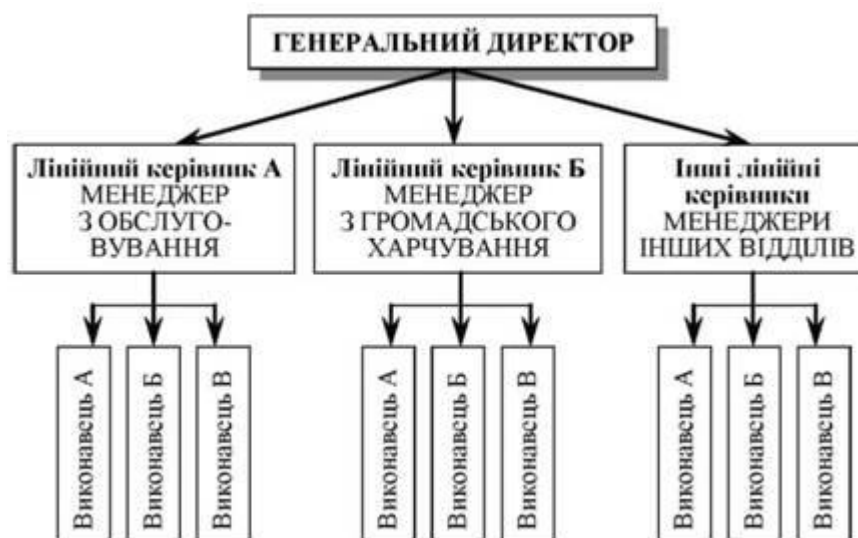 ГЕНЕРАЛЬНИЙ ДИРЕКТОР
Лінійний керівник А
МЕНЕДЖЕР
З ОБСЛУГО-
ВУВАННЯ
Лінійний керівник Б
МЕНЕДЖЕР
З ГРОМАДСЬКОГО
ХАРЧУВАННЯ
Інші лінійні
керівники
МЕНЕДЖЕРИ
ІНШИХ ВІДДІЛІВ
Виконавець А
Виконавець Б
Виконавець В
Виконавець А
Виконавець Б
Виконавець В
Виконавець А
Виконавець Б
Виконавець В